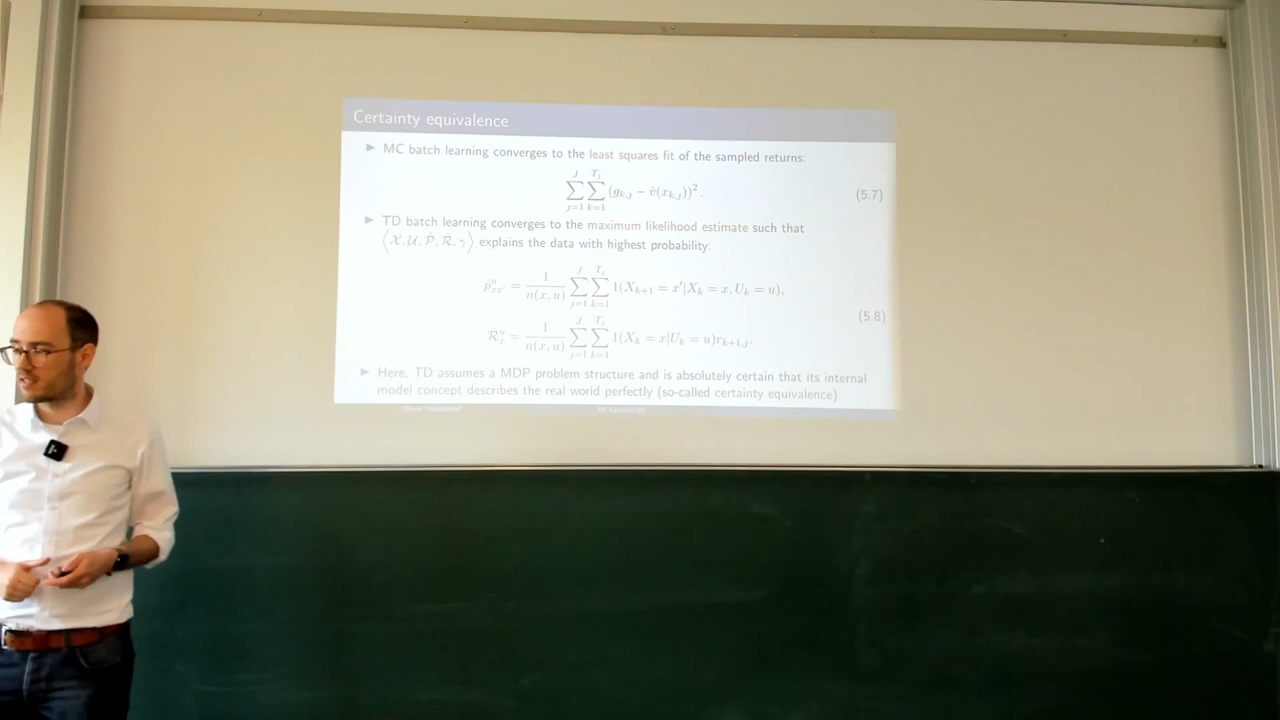 Certainty equivalence
▶ MC batch learning converges to the least squares fit of the sampled returns:
\sum_{j=1}^{J} \sum_{k=1}^{T_j} (g_{k,j} - \hat{v}(x_{k,j}))^2. (5.7)
▶ TD batch learning converges to the maximum likelihood estimate such that
⟨\mathcal{X}, \mathcal{U}, \hat{\mathcal{P}}, \hat{\mathcal{R}}, γ⟩ explains the data with highest probability:
\hat{p}^u_{xx'} = \frac{1}{n(x,u)} \sum_{j=1}^{J} \sum_{k=1}^{T_j} 1(X_{k+1} = x'|X_k = x, U_k = u),
(5.8)
\hat{\mathcal{R}}^u_x = \frac{1}{n(x,u)} \sum_{j=1}^{J} \sum_{k=1}^{T_j} 1(X_k = x|U_k = u)r_{k+1,j}.
▶ Here, TD assumes a MDP problem structure and is absolutely certain that its internal
model concept describes the real world perfectly (so-called certainty equivalence)